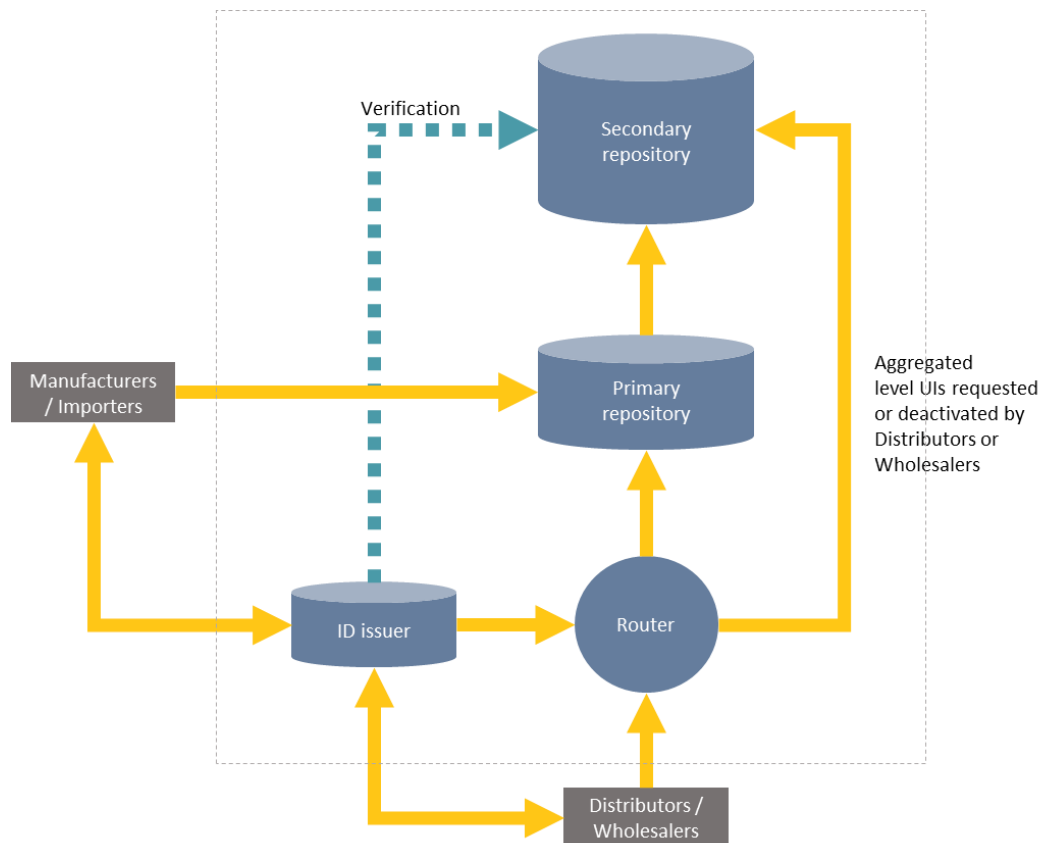 Verification
Secondary
repository
Manufacturers
/ Importers
Primary
repository
Aggregated
level UIs requested
or deactivated by
Distributors or
Wholesalers
ID issuer
Router
Distributors /
Wholesalers